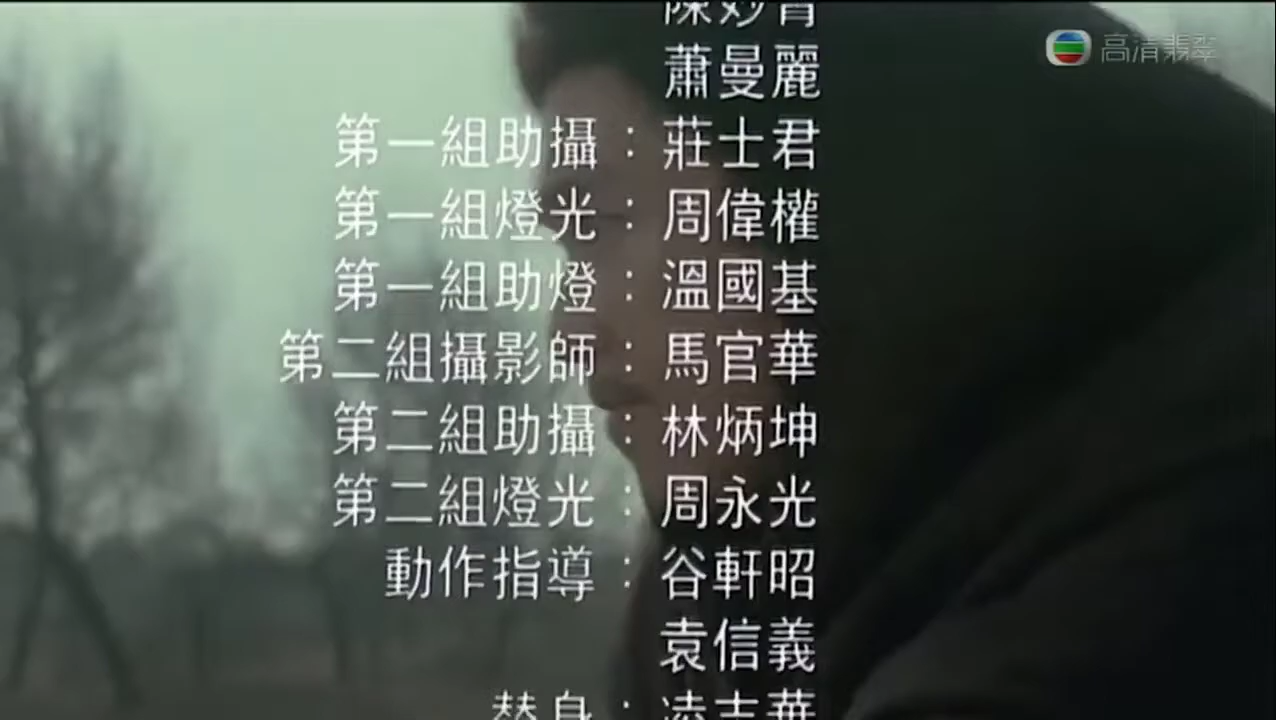 高清翡翠
蕭曼麗
第一組助攝：莊士君
第一組燈光：周偉權
第一組助燈：溫國基
第二組攝影師：馬官華
第二組助攝：林炳坤
第二組燈光：周永光
動作指導：谷軒昭
袁信義
替身：